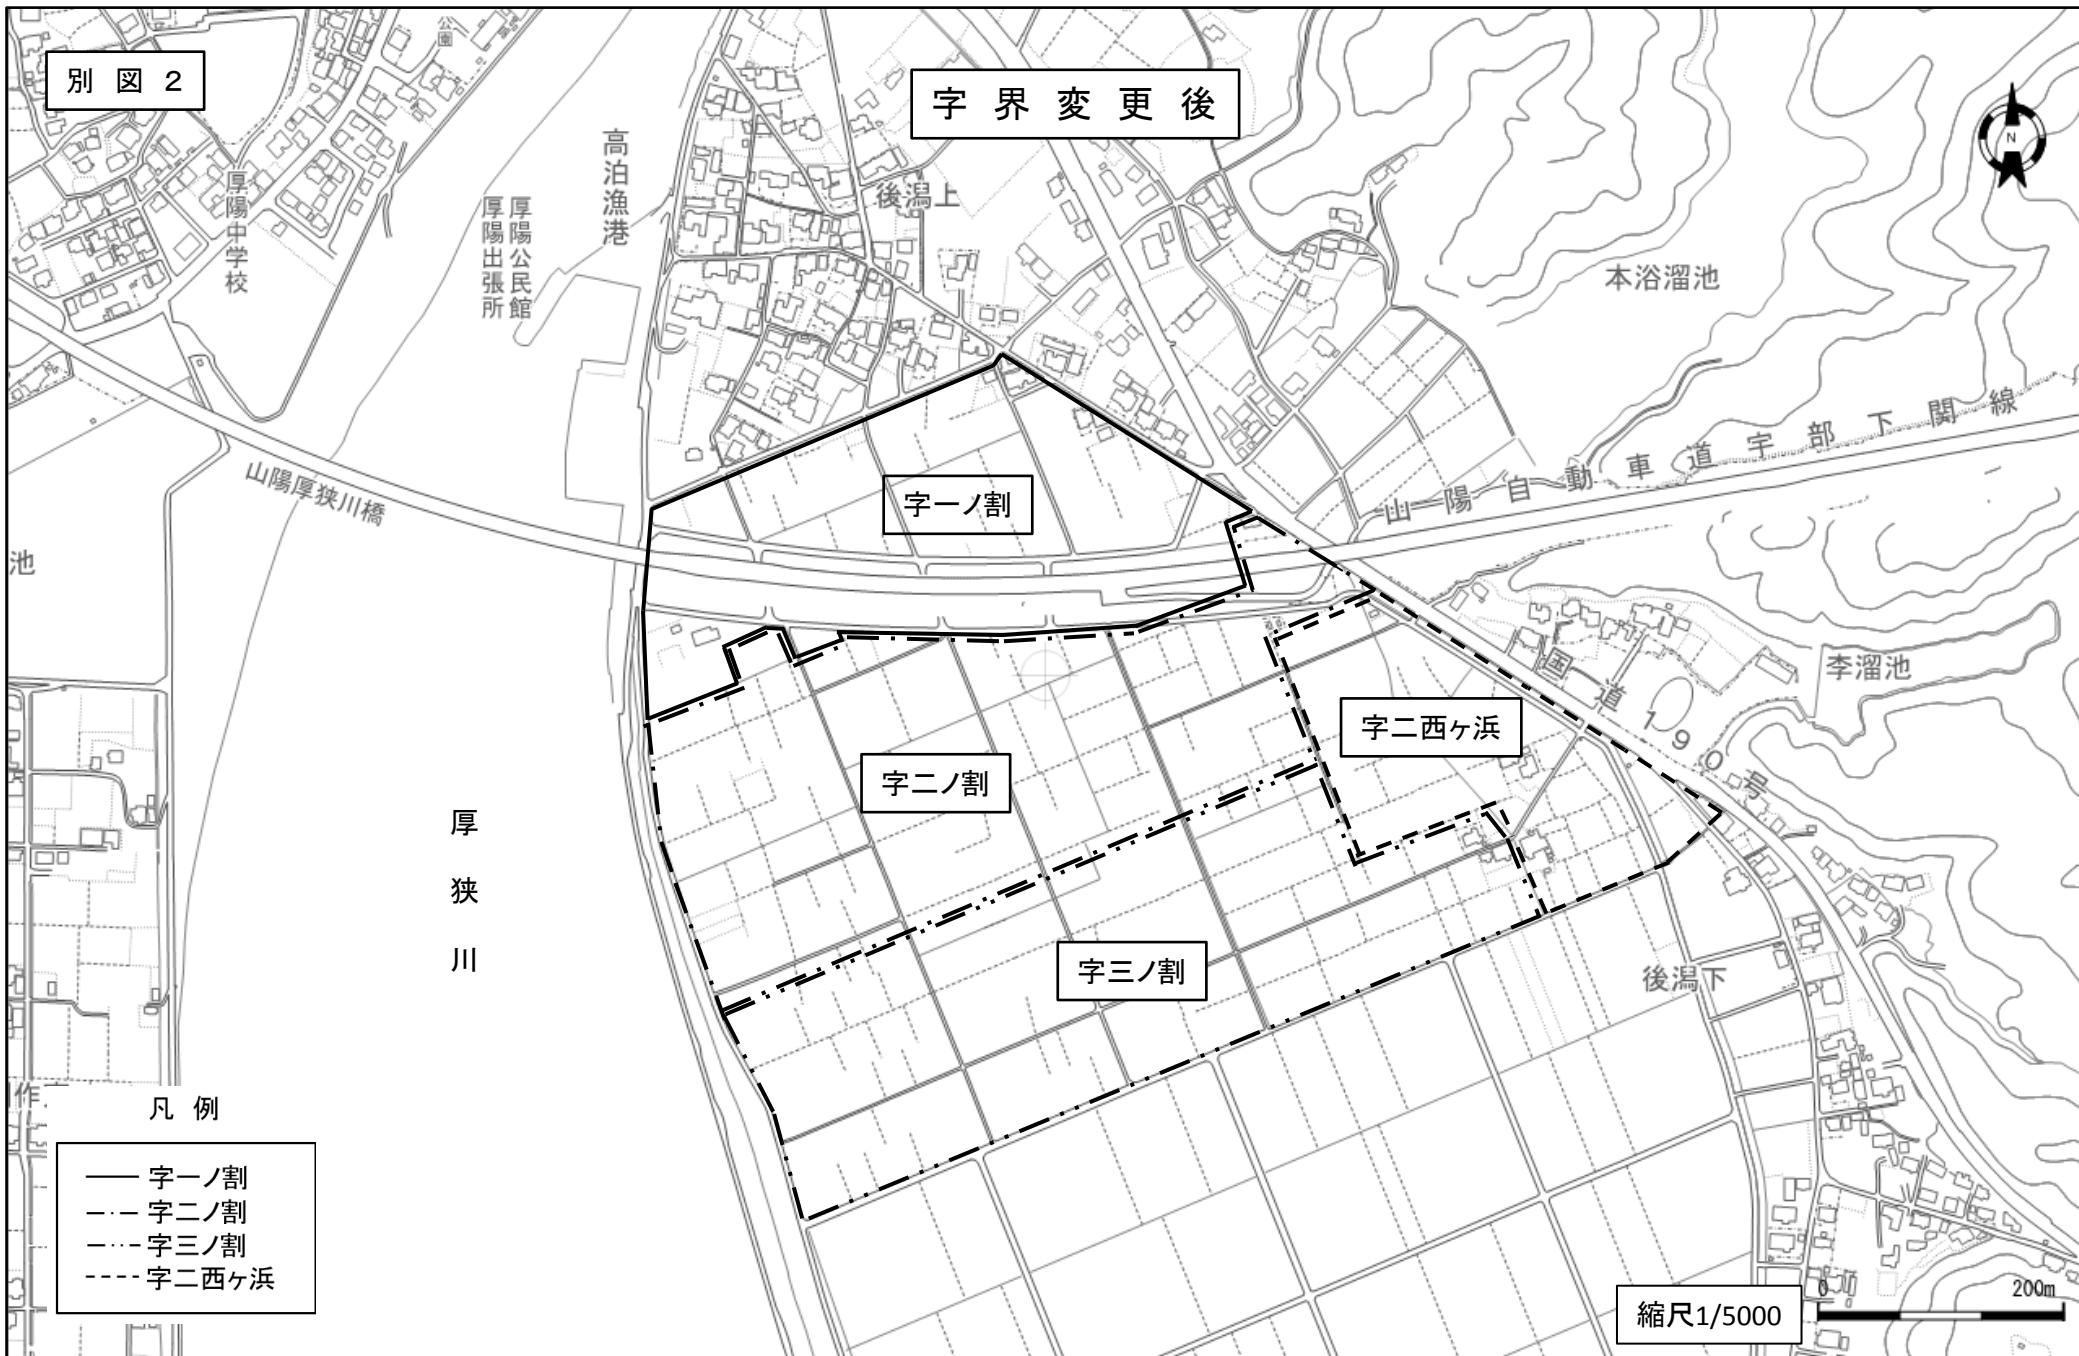 別図2
字界変更後
公園
N
厚陽中学校
高泊漁港
厚陽公民館
厚陽出張所
後潟上
本浴溜池
山陽自動車道宇部下関線
山陽厚狭川橋
字一ノ割
池
国道190号
李溜池
字二西ヶ浜
字二ノ割
厚狭川
字三ノ割
後潟下
凡例
字一ノ割
字二ノ割
字三ノ割
字二西ヶ浜
縮尺1/5000
0 200m